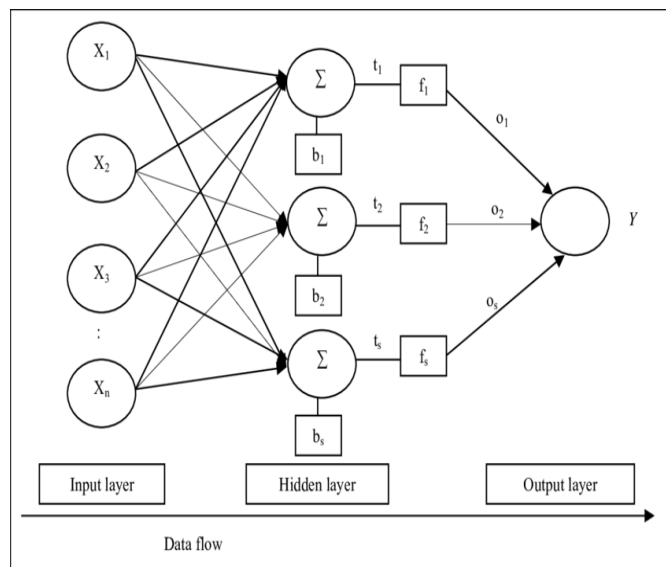 X₁
X₂
X₃
:
Xₙ
Σ
t₁
f₁
b₁
o₁
Σ
t₂
f₂
b₂
o₂
Y
Σ
tₛ
fₛ
bₛ
oₛ
Input layer
Hidden layer
Output layer
Data flow